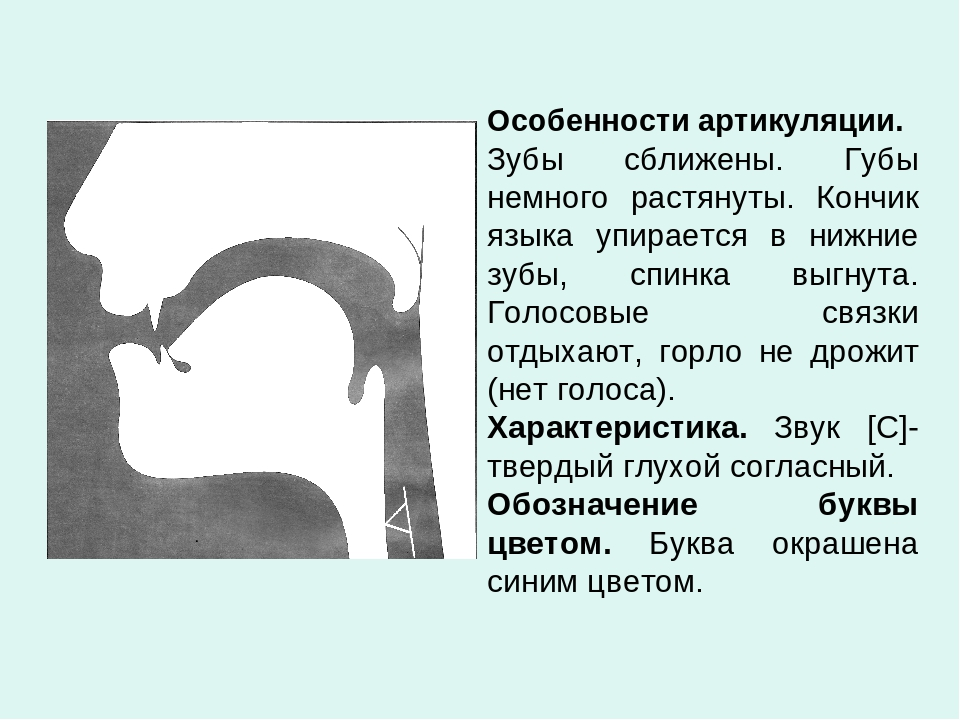 Особенности артикуляции.
Зубы сближены. Губы
немного растянуты. Кончик
языка упирается в нижние
зубы, спинка выгнута.
Голосовые связки
отдыхают, горло не дрожит
(нет голоса).
Характеристика. Звук [С]-
твердый глухой согласный.
Обозначение буквы
цветом. Буква окрашена
синим цветом.